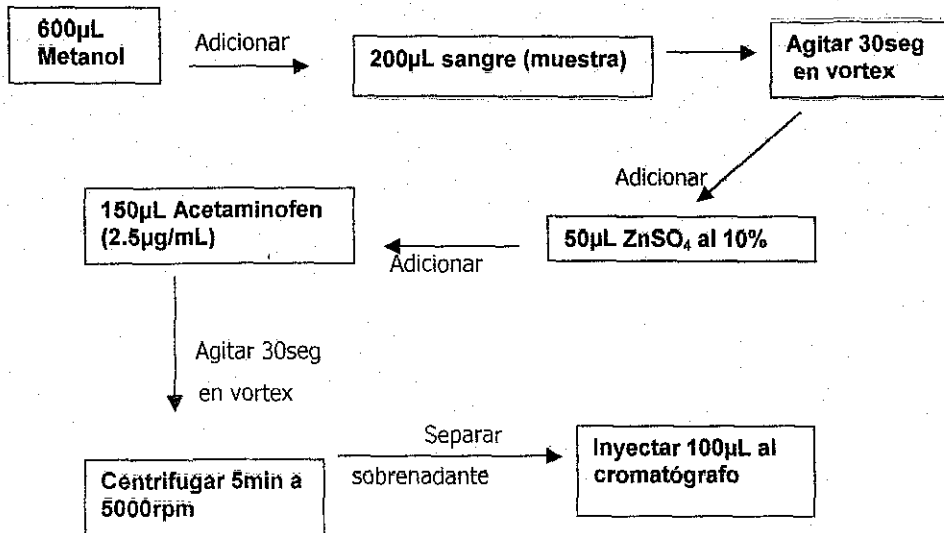 600µL
Metanol
Adicionar
200µL sangre (muestra)
Agitar 30seg
en vortex
Adicionar
50µL ZnSO₄ al 10%
Adicionar
150µL Acetaminofen
(2.5µg/mL)
Agitar 30seg
en vortex
Centrifugar 5min a
5000rpm
Separar
sobrenadante
Inyectar 100µL al
cromatógrafo